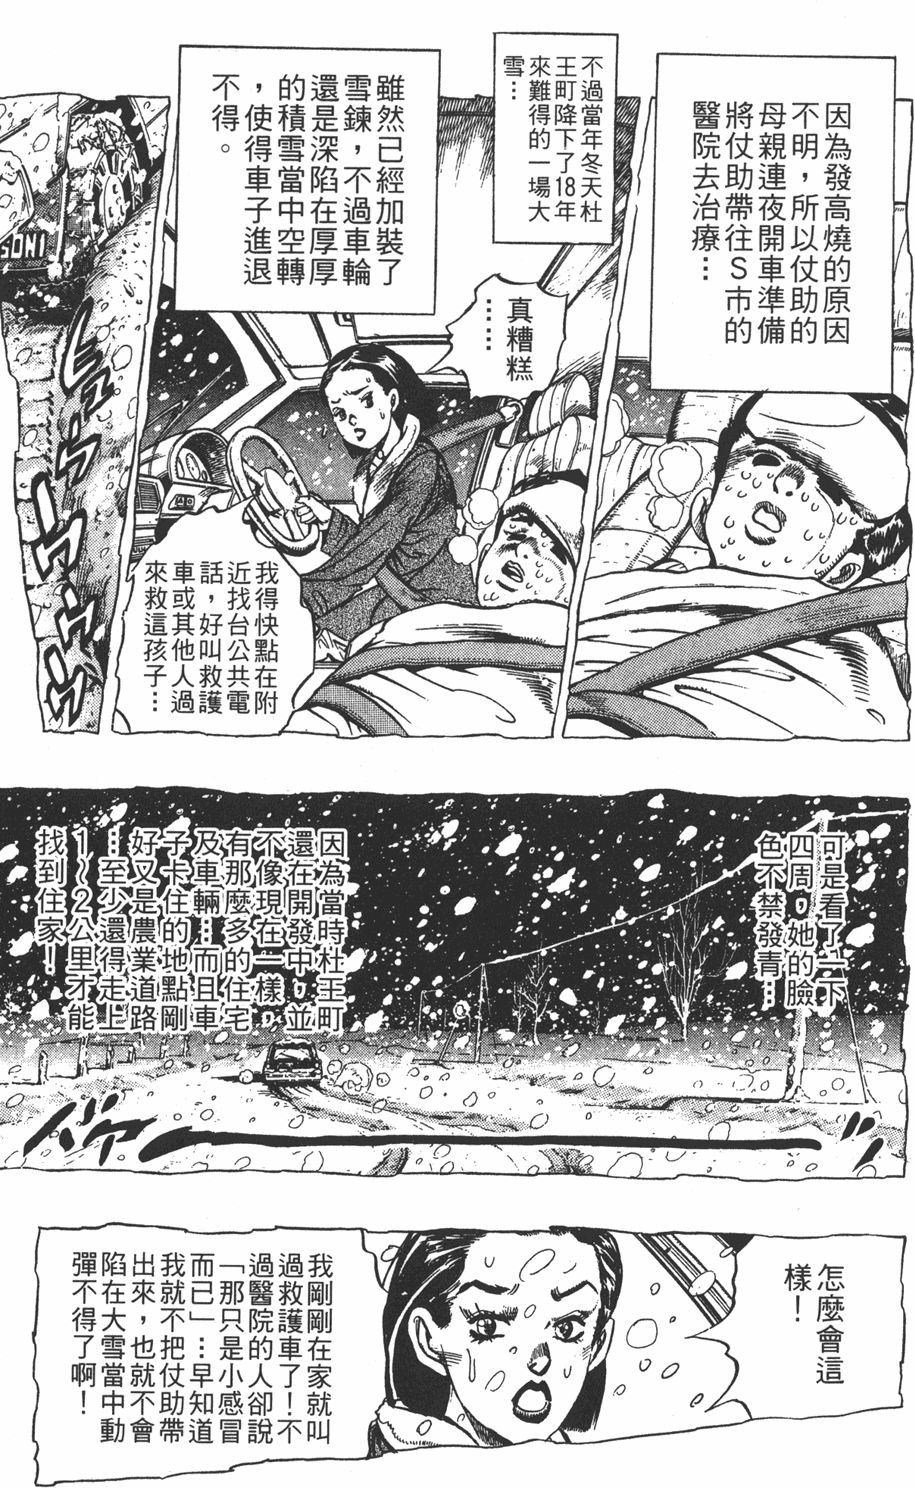 因為發高燒的原因
不明，所以仗助的
母親連夜開車準備
將仗助帶往S市的
醫院去治療…
不過當年冬天杜
王町降下了18年
來難得的一場大
雪…
雖然已經加裝了
雪鍊，不過車輪
還是深陷在厚厚
的積雪當中空轉
，使得車子進退
不得。
真糟糕
……
我得快點在附
近找台公共電
話，好叫救護
車或其他人過
來救這孩子…
可是看了一下
四周，她的臉
色不禁發青…
因為當時杜王町
還在開發中，並
不像現在一樣，
有那麼多的住宅
及車輛…而且車
子卡住的地點剛
好又是農業道路
…至少還得走上
1～2公里才能
找到住家！
怎麼會這
樣！
我剛剛在家就叫
過救護車了！不
過醫院的人卻說
「那只是小感冒
而已」…早知道
我就不把仗助帶
出來，也就不會
陷在大雪當中動
彈不得了啊！